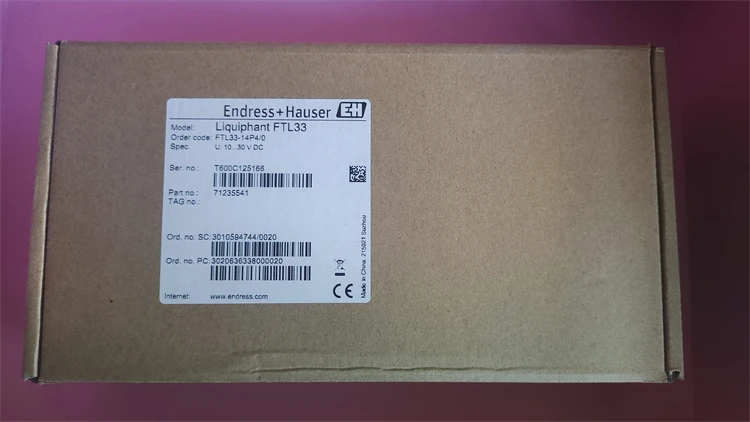 Endress+Hauser EH
Model: Liquiphant FTL33
Order code: FTL33-14P4/0
Spec. U: 10...30 V DC
Ser. no.: T600C125166
Part no.: 71235541
TAG no.:
Ord. no. SC: 3010594744/0020
Ord. no. PC: 3020636338000020
Internet: www.endress.com
CE
Made in China, 215021 Suzhou